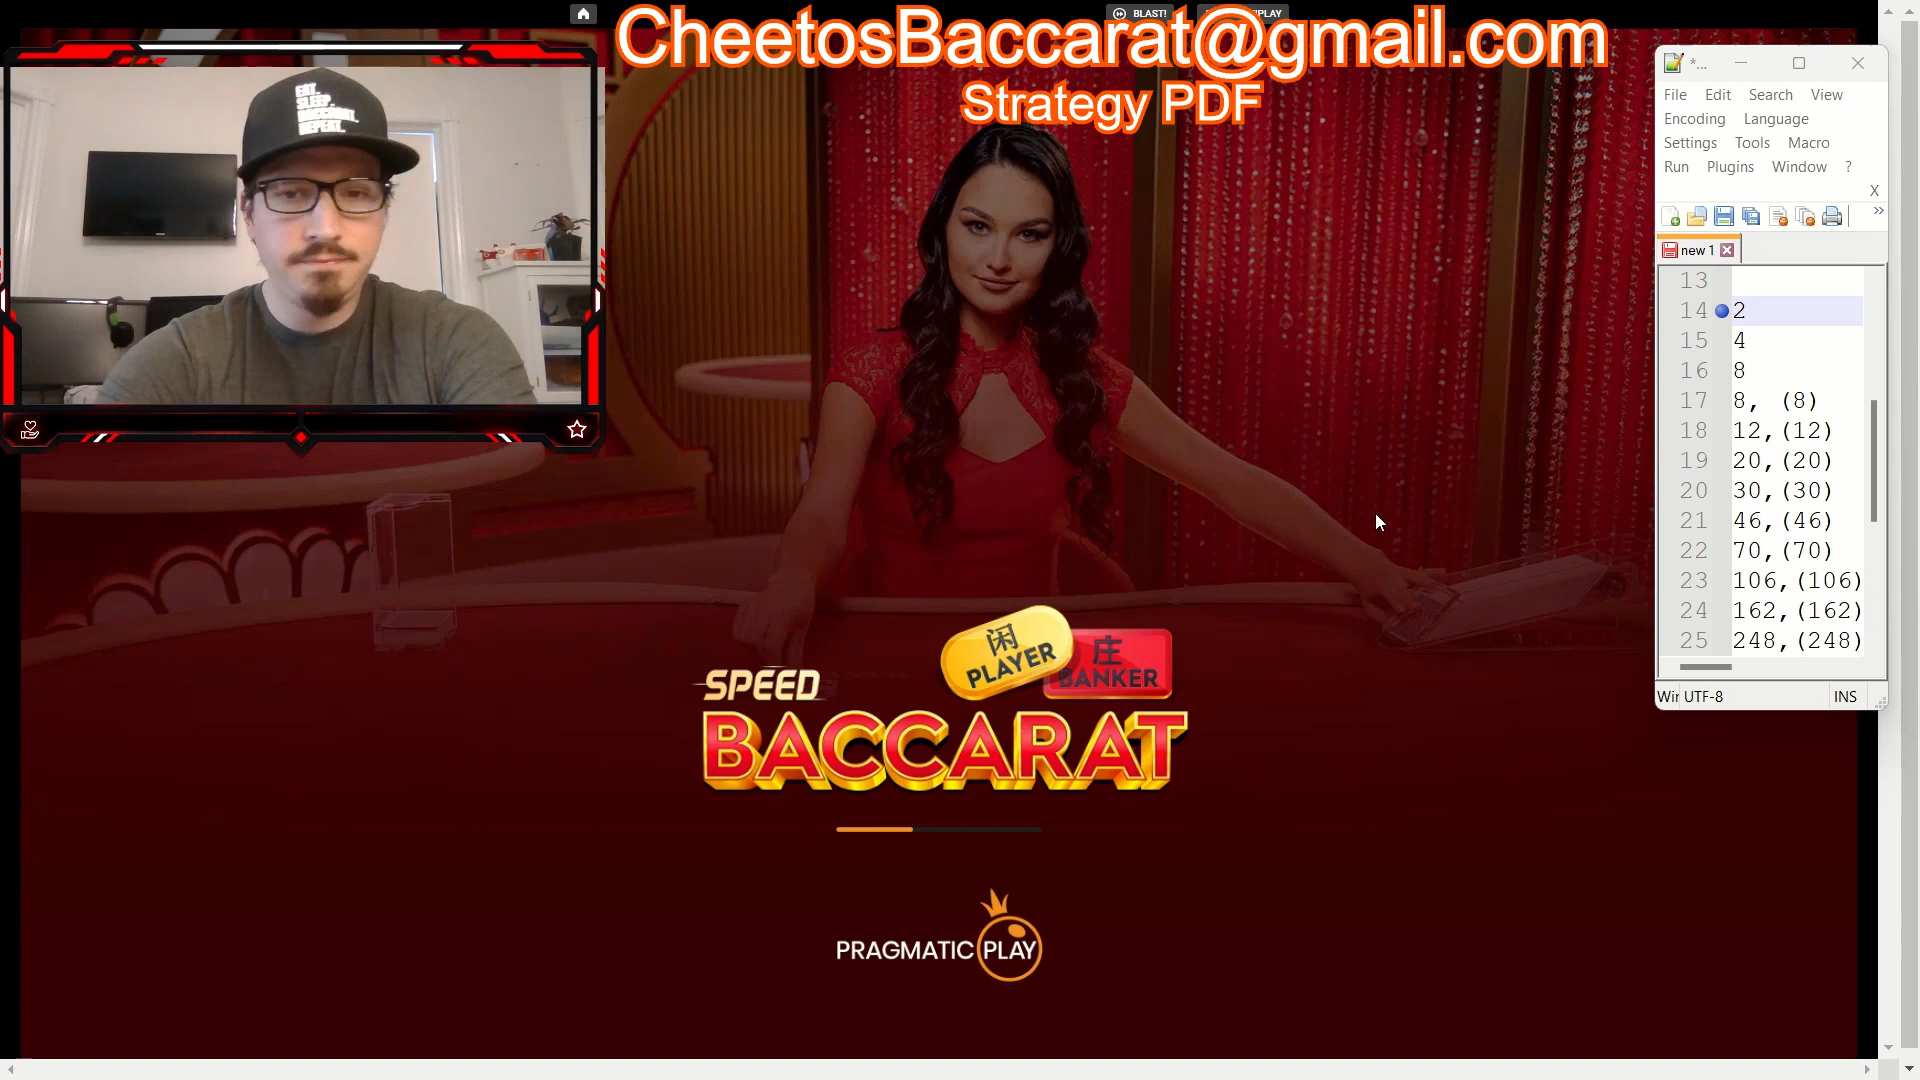 BLAST!
PLAY
CheetosBaccarat@gmail.com
Strategy PDF
EAT.
SLEEP.
BACCARAT.
REPEAT.
*...
File Edit Search View
Encoding Language
Settings Tools Macro
Run Plugins Window ?
X
new 1
13
14 2
15 4
16 8
17 8, (8)
18 12,(12)
19 20,(20)
20 30,(30)
21 46,(46)
22 70,(70)
23 106,(106)
24 162,(162)
25 248,(248)
Wir UTF-8 INS
闲
PLAYER
庄
BANKER
SPEED
BACCARAT
PRAGMATIC PLAY